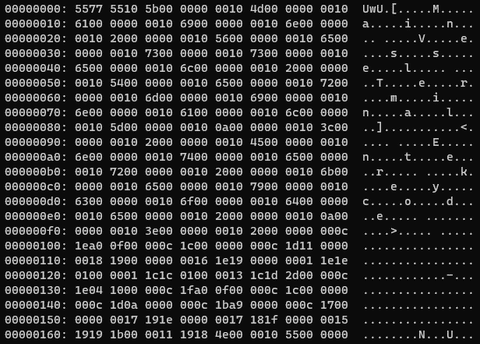 00000000: 5577 5510 5b00 0000 0010 4d00 0000 0010 UwU.[.....M.....
00000010: 6100 0000 0010 6900 0000 0010 6e00 0000 a.....i.....n...
00000020: 0010 2000 0000 0010 5600 0000 0010 6500 .. .....V.....e.
00000030: 0000 0010 7300 0000 0010 7300 0000 0010 ....s.....s.....
00000040: 6500 0000 0010 6c00 0000 0010 2000 0000 e.....l..... ...
00000050: 0010 5400 0000 0010 6500 0000 0010 7200 ..T.....e.....r.
00000060: 0000 0010 6d00 0000 0010 6900 0000 0010 ....m.....i.....
00000070: 6e00 0000 0010 6100 0000 0010 6c00 0000 n.....a.....l...
00000080: 0010 5d00 0000 0010 0a00 0000 0010 3c00 ..]...........<.
00000090: 0000 0010 2000 0000 0010 4500 0000 0010 .... .....E.....
000000a0: 6e00 0000 0010 7400 0000 0010 6500 0000 n.....t.....e...
000000b0: 0010 7200 0000 0010 2000 0000 0010 6b00 ..r..... .....k.
000000c0: 0000 0010 6500 0000 0010 7900 0000 0010 ....e.....y.....
000000d0: 6300 0000 0010 6f00 0000 0010 6400 0000 c.....o.....d...
000000e0: 0010 6500 0000 0010 2000 0000 0010 0a00 ..e..... .......
000000f0: 0000 0010 3e00 0000 0010 2000 0000 000c ....>..... .....
00000100: 1ea0 0f00 000c 1c00 0000 000c 1d11 0000 ................
00000110: 0018 1900 0000 0016 1e19 0000 0001 1e1e ................
00000120: 0100 0001 1c1c 0100 0013 1c1d 2d00 000c ............-...
00000130: 1e04 1000 000c 1fa0 0f00 000c 1c00 0000 ................
00000140: 000c 1d0a 0000 000c 1ba9 0000 000c 1700 ................
00000150: 0000 0017 191e 0000 0017 181f 0000 0015 ................
00000160: 1919 1b00 0011 1918 4e00 0010 5500 0000 ........N...U...